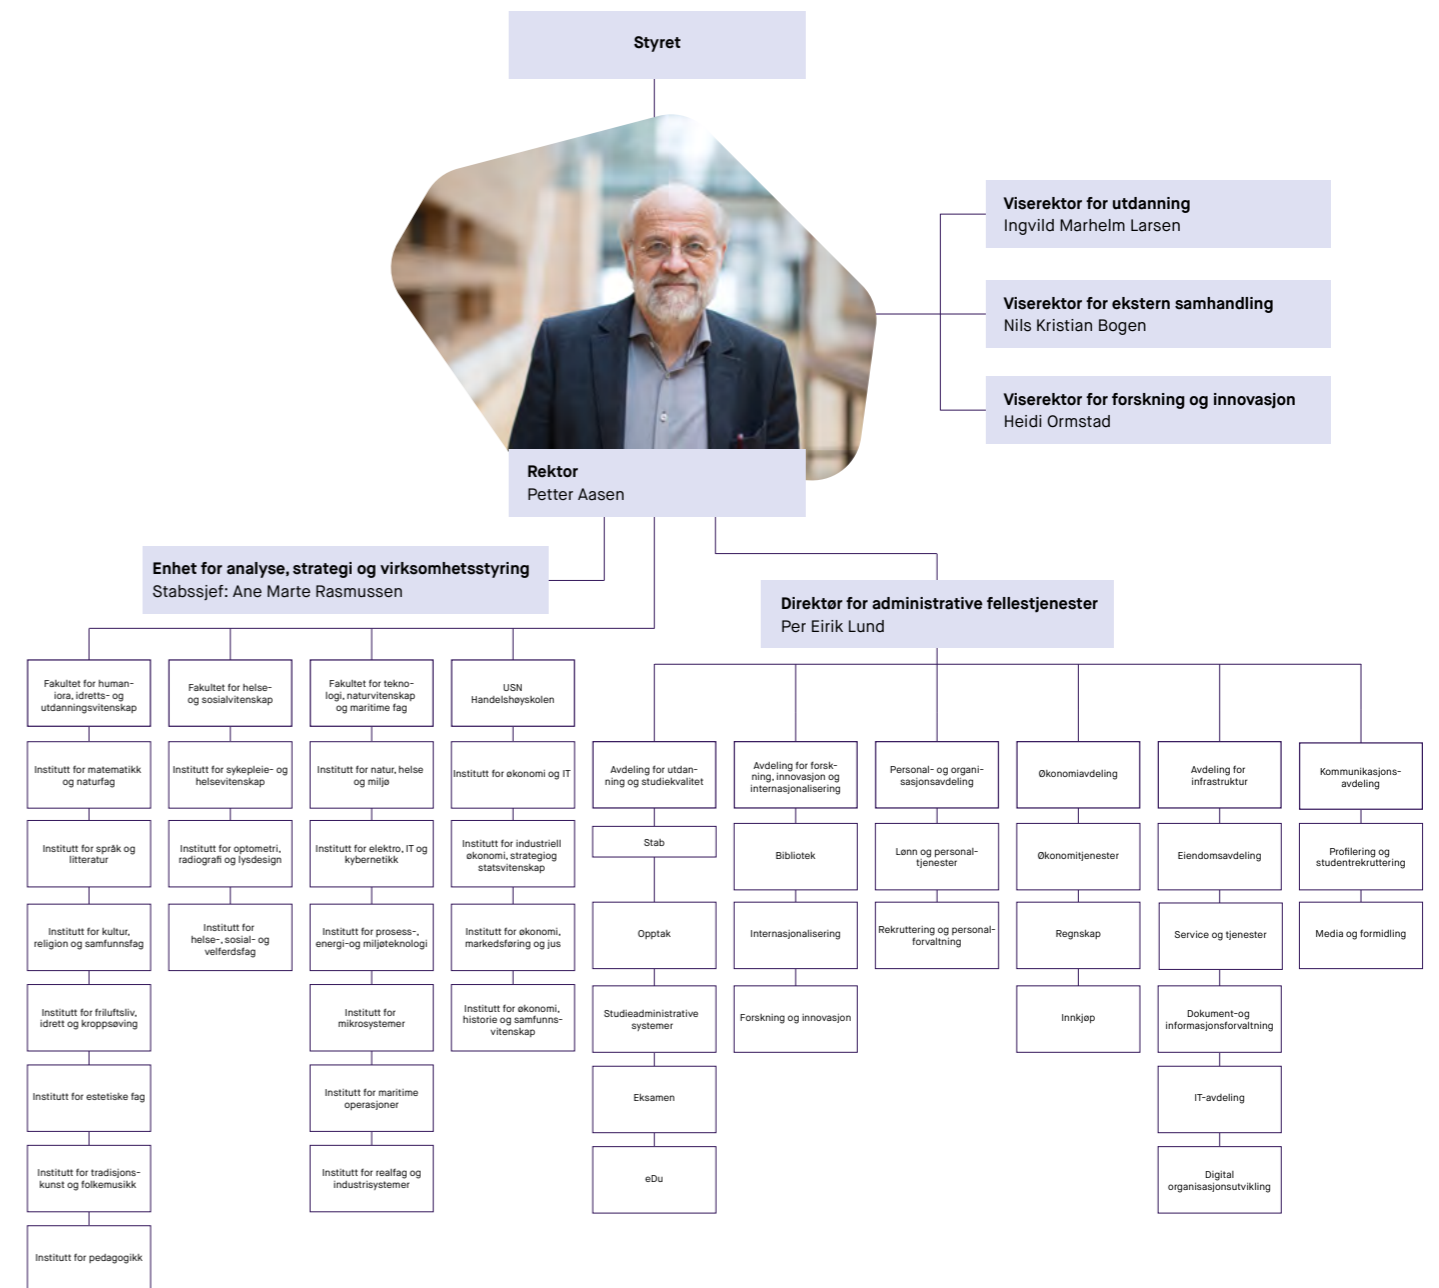 Styret
Viserektor for utdanning
Ingvild Marhelm Larsen
Viserektor for ekstern samhandling
Nils Kristian Bogen
Viserektor for forskning og innovasjon
Heidi Ormstad
Rektor
Petter Aasen
Enhet for analyse, strategi og virksomhetsstyring
Stabssjef: Ane Marte Rasmussen
Direktør for administrative fellestjenester
Per Eirik Lund
Fakultet for human-
iora, idretts- og
utdanningsvitenskap
Institutt for matematikk
og naturfag
Institutt for språk og
litteratur
Institutt for kultur,
religion og samfunnsfag
Institutt for friluftsliv,
idrett og kroppsøving
Institutt for estetiske fag
Institutt for tradisjons-
kunst og folkemusikk
Institutt for pedagogikk
Fakultet for helse-
og sosialvitenskap
Institutt for sykepleie- og
helsevitenskap
Institutt for optometri,
radiografi og lysdesign
Institutt for
helse-, sosial- og
velferdsfag
Fakultet for tekno-
logi, naturvitenskap
og maritime fag
Institutt for natur, helse
og miljø
Institutt for elektro, IT og
kybernetikk
Institutt for prosess-,
energi-og miljøteknologi
Institutt for
mikrosystemer
Institutt for maritime
operasjoner
Institutt for realfag og
industrisystemer
USN
Handelshøyskolen
Institutt for økonomi og IT
Institutt for industriell
økonomi, strategiog
statsvitenskap
Institutt for økonomi,
markedsføring og jus
Institutt for økonomi,
historie og samfunns-
vitenskap
Avdeling for utdan-
ning og studiekvalitet
Stab
Opptak
Studieadministrative
systemer
Eksamen
eDu
Avdeling for forsk-
ning, innovasjon og
internasjonalisering
Bibliotek
Internasjonalisering
Forskning og innovasjon
Personal- og organi-
sasjonsavdeling
Lønn og personal-
tjenester
Rekruttering og personal-
forvaltning
Økonomiavdeling
Økonomitjenester
Regnskap
Innkjøp
Avdeling for
infrastruktur
Eiendomsavdeling
Service og tjenester
Dokument-og
informasjonsforvaltning
IT-avdeling
Digital
organisasjonsutvikling
Kommunikasjons-
avdeling
Profilering og
studentrekruttering
Media og formidling